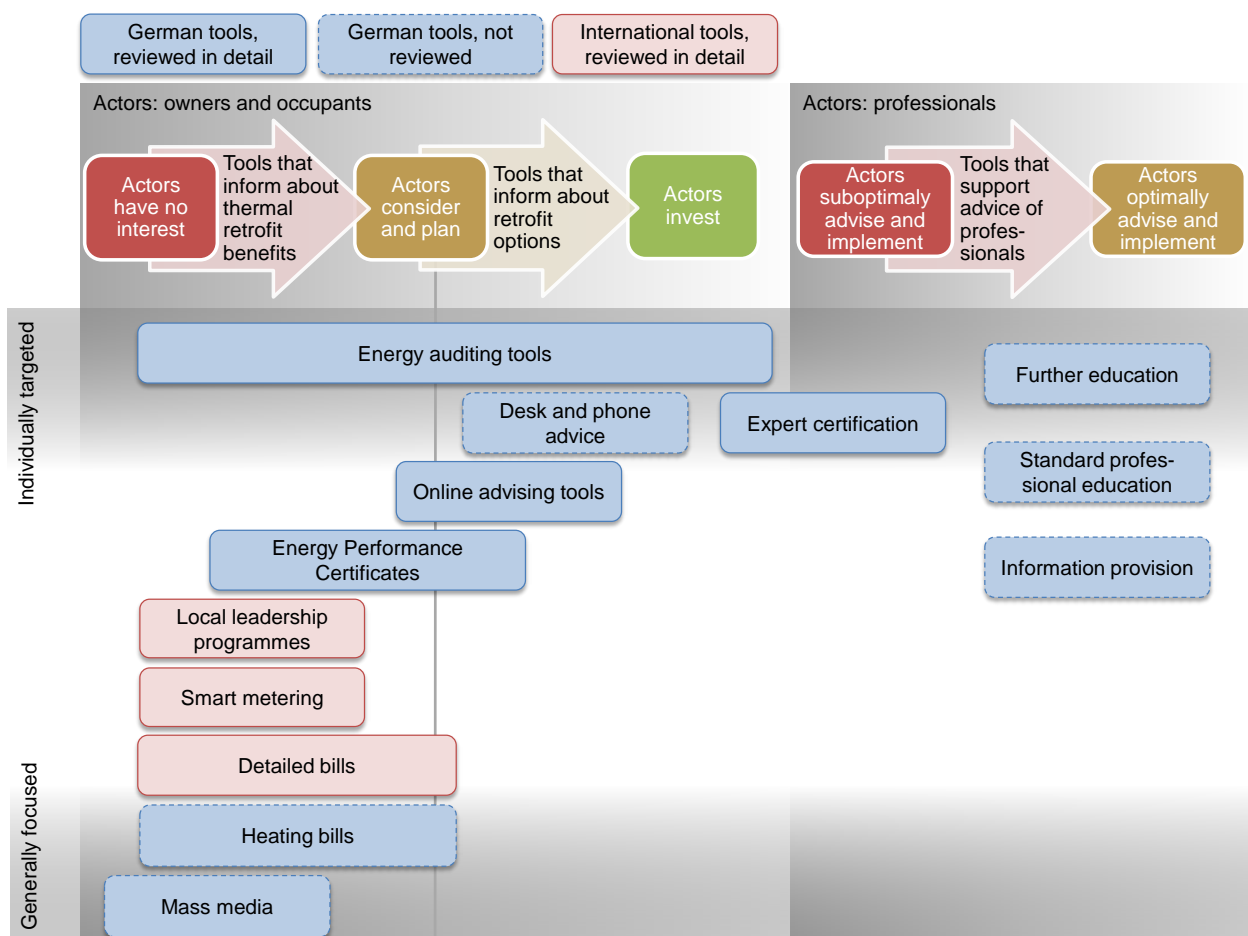 German tools,
reviewed in detail
German tools, not
reviewed
International tools,
reviewed in detail
Actors: owners and occupants
Actors: professionals
Actors
have no
interest
Tools that
inform about
thermal
retrofit
benefits
Actors
consider
and plan
Tools that
inform about
retrofit
options
Actors
invest
Actors
suboptimaly
advise and
implement
Tools that
support
advice of
profes-
sionals
Actors
optimally
advise and
implement
Individually targeted
Energy auditing tools
Further education
Desk and phone
advice
Expert certification
Standard profes-
sional education
Online advising tools
Energy Performance
Certificates
Information provision
Local leadership
programmes
Smart metering
Detailed bills
Generally focused
Heating bills
Mass media